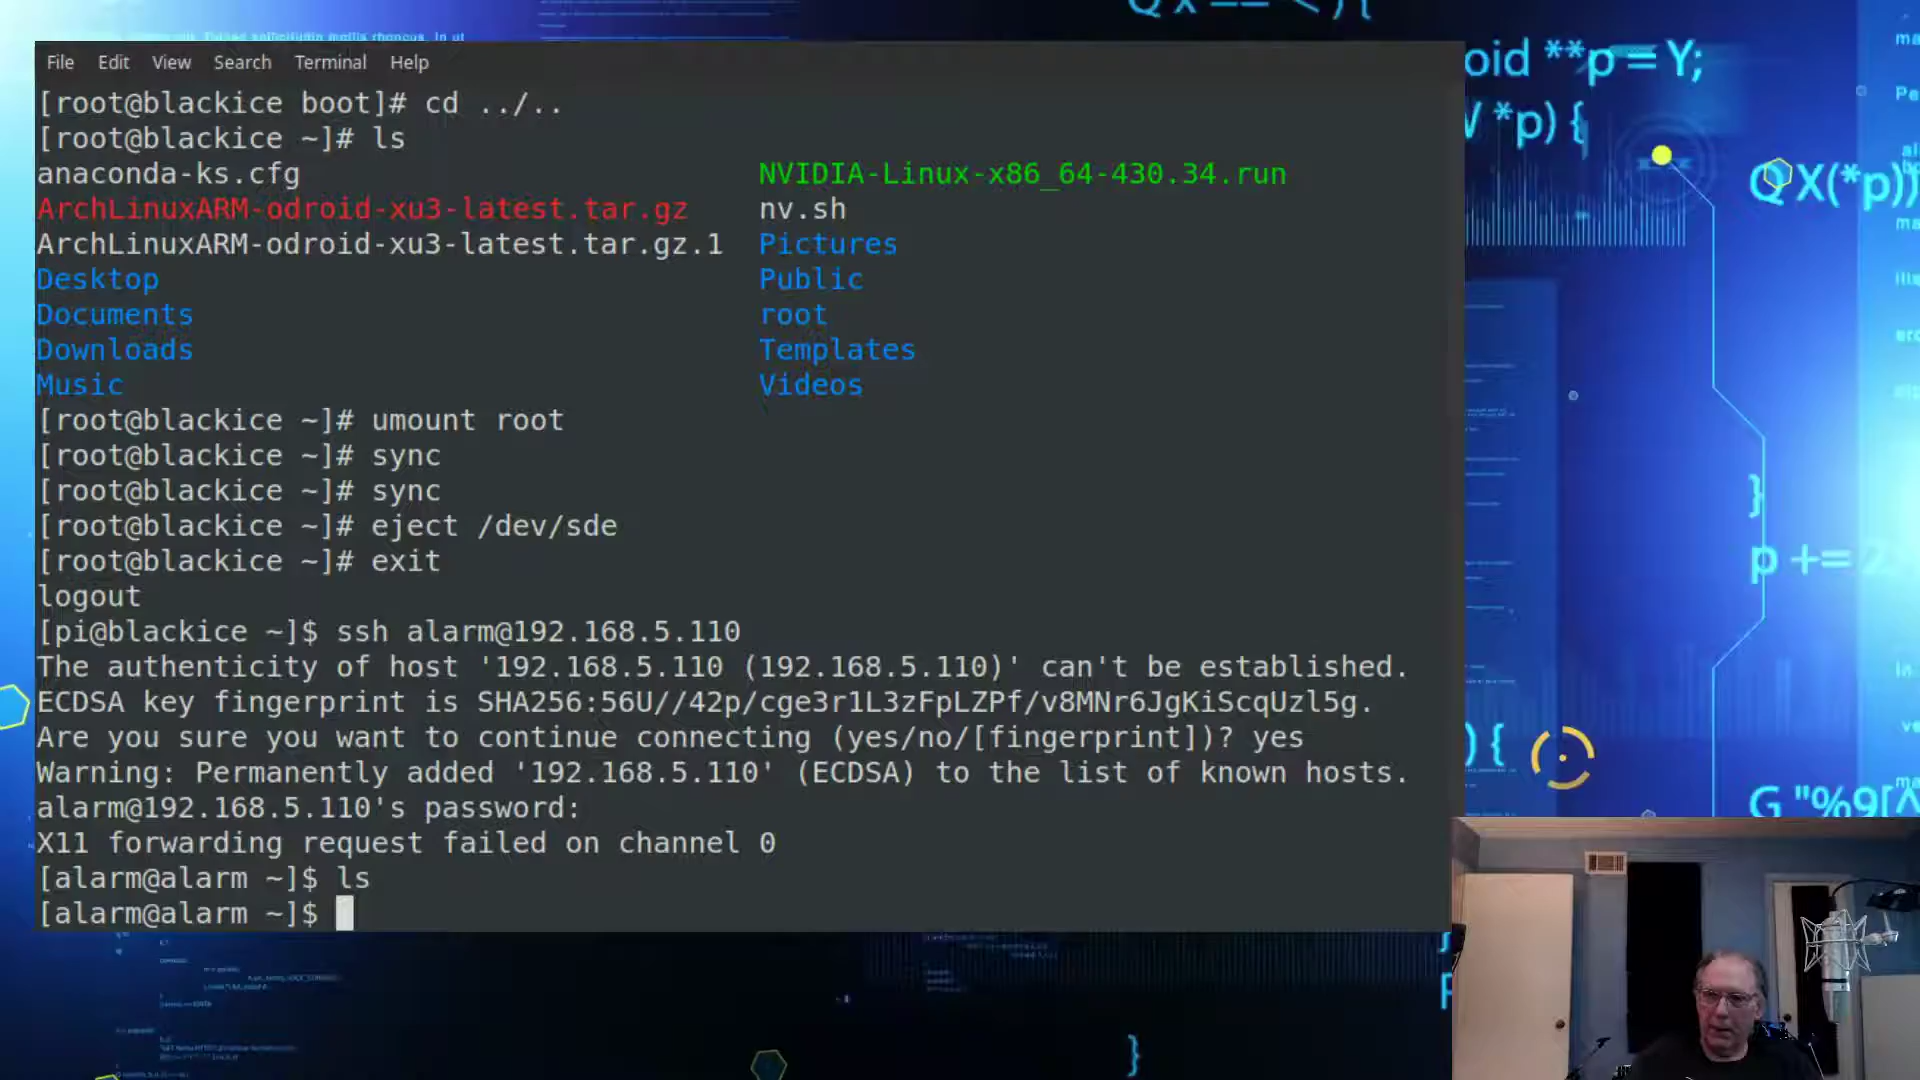 QX == <) {
File Edit View Search Terminal Help
[root@blackice boot]# cd ../..
[root@blackice ~]# ls
anaconda-ks.cfg NVIDIA-Linux-x86_64-430.34.run
ArchLinuxARM-odroid-xu3-latest.tar.gz nv.sh
ArchLinuxARM-odroid-xu3-latest.tar.gz.1 Pictures
Desktop Public
Documents root
Downloads Templates
Music Videos
[root@blackice ~]# umount root
[root@blackice ~]# sync
[root@blackice ~]# sync
[root@blackice ~]# eject /dev/sde
[root@blackice ~]# exit
logout
[pi@blackice ~]$ ssh alarm@192.168.5.110
The authenticity of host '192.168.5.110 (192.168.5.110)' can't be established.
ECDSA key fingerprint is SHA256:56U//42p/cge3r1L3zFpLZPf/v8MNr6JgKiScqUzl5g.
Are you sure you want to continue connecting (yes/no/[fingerprint])? yes
Warning: Permanently added '192.168.5.110' (ECDSA) to the list of known hosts.
alarm@192.168.5.110's password:
X11 forwarding request failed on channel 0
[alarm@alarm ~]$ ls
[alarm@alarm ~]$
oid **p = Y;
*p) {
QX(*p))
}
p += 2
) {
G "%9[^
}